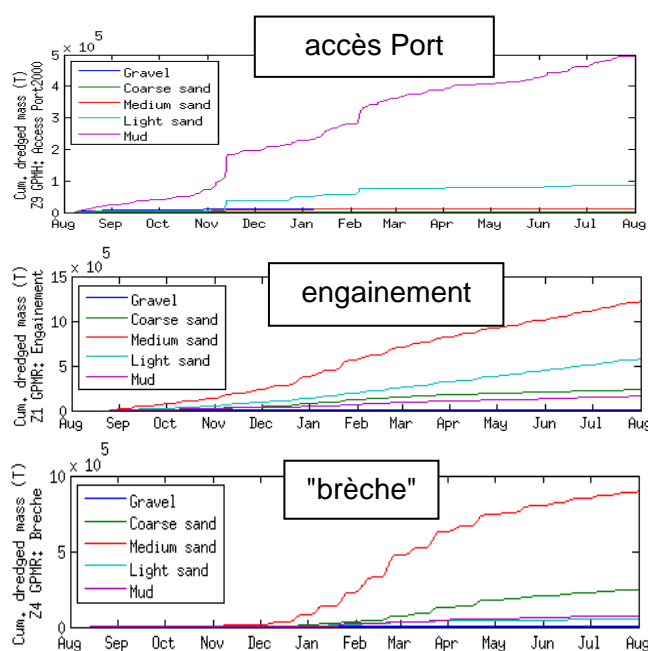 accès Port
x 10^5
5
4
3
2
1
0
Cum. dredged mass (T)
Z9 GPMH: Access Port2000
Gravel
Coarse sand
Medium sand
Light sand
Mud
Aug Sep Oct Nov Dec Jan Feb Mar Apr May Jun Jul Aug
engainement
x 10^5
15
10
5
0
Cum. dredged mass (T)
Z1 GPMR: Engainement
Gravel
Coarse sand
Medium sand
Light sand
Mud
Aug Sep Oct Nov Dec Jan Feb Mar Apr May Jun Jul Aug
"brèche"
x 10^5
10
5
0
Cum. dredged mass (T)
Z4 GPMR: Breche
Gravel
Coarse sand
Medium sand
Light sand
Mud
Aug Sep Oct Nov Dec Jan Feb Mar Apr May Jun Jul Aug